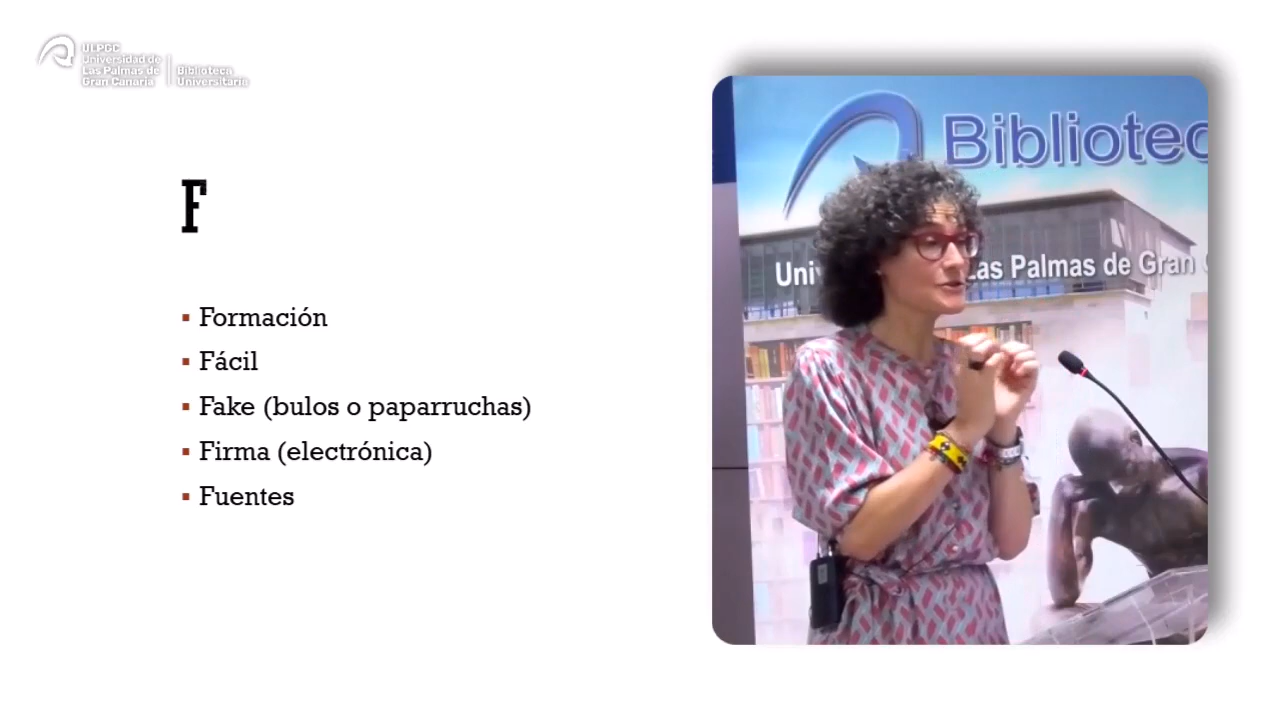 ULPGC
Universidad de
Las Palmas de
Gran Canaria
Biblioteca
Universitaria
F
Formación
Fácil
Fake (bulos o paparruchas)
Firma (electrónica)
Fuentes
Bibliotec
Uni Las Palmas de Gran